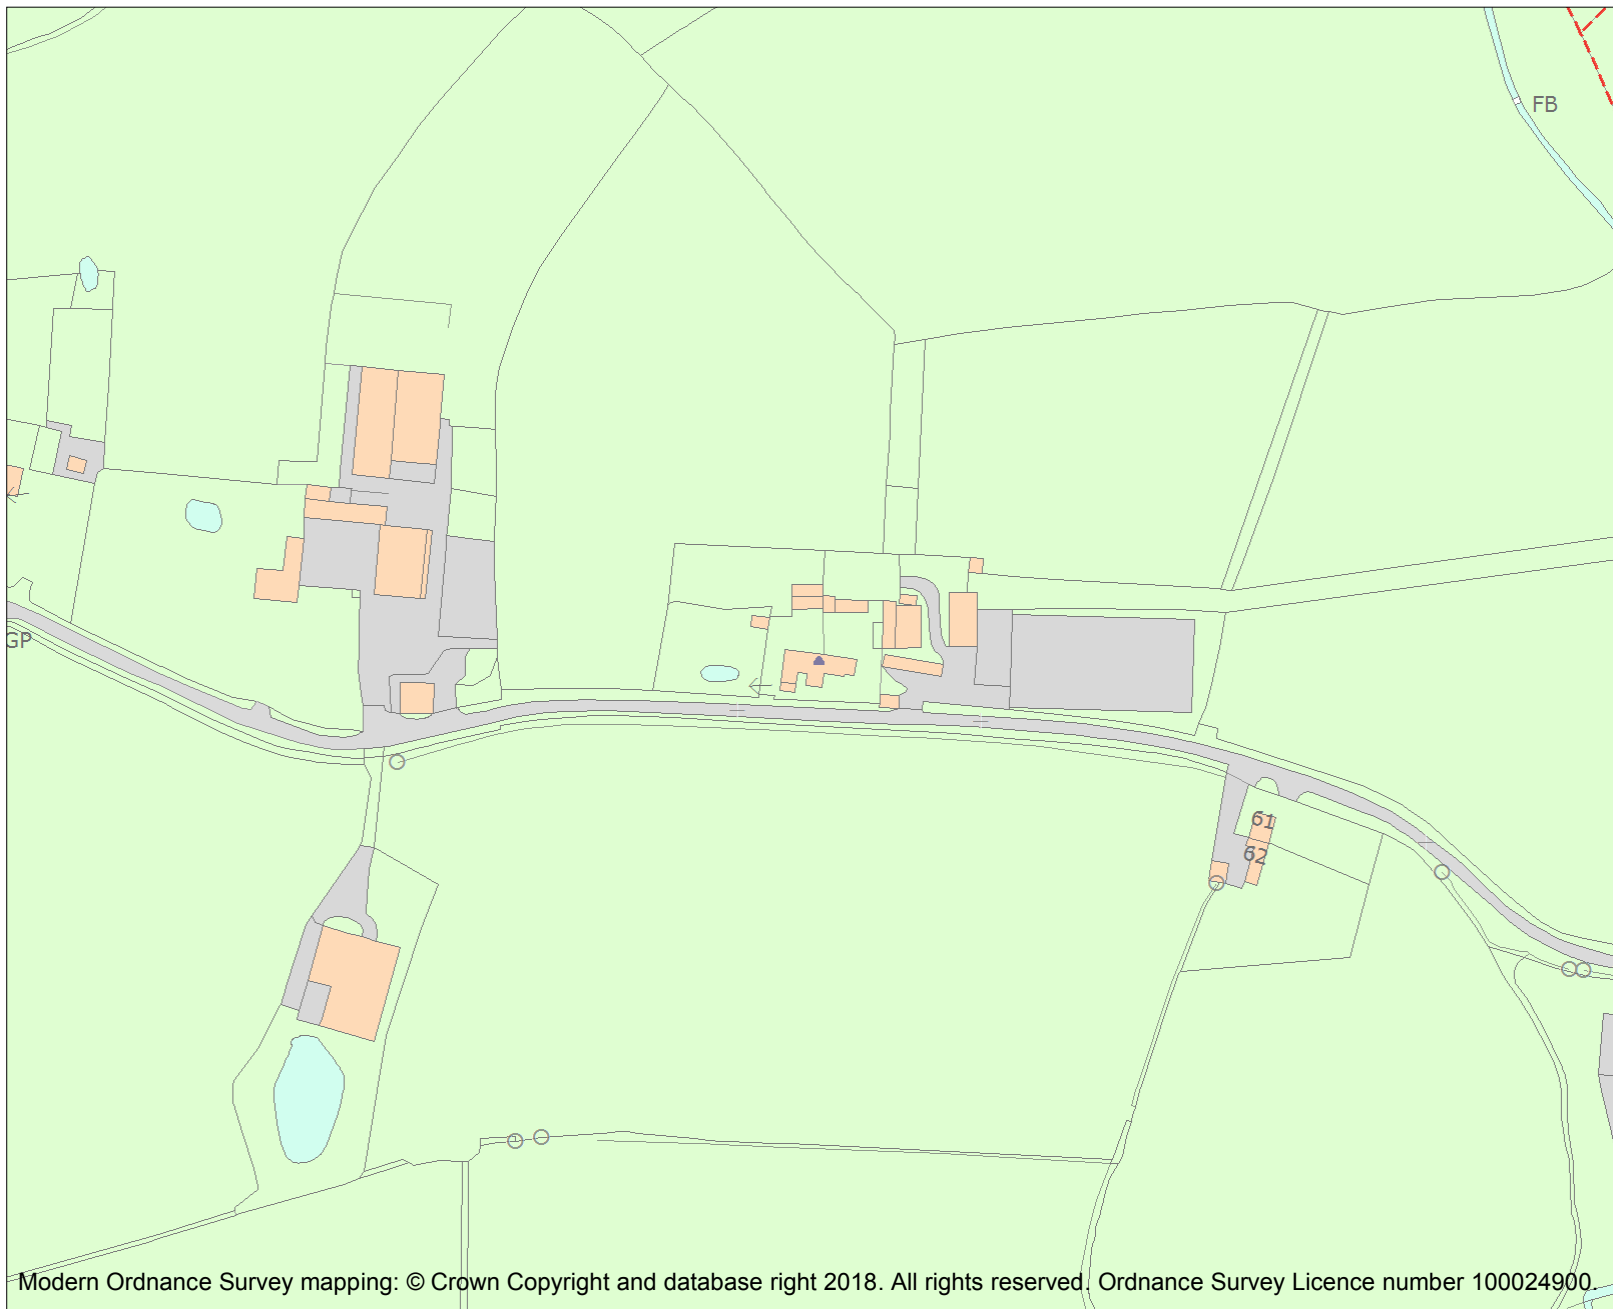 FB
GP
61
62
Modern Ordnance Survey mapping: © Crown Copyright and database right 2018. All rights reserved. Ordnance Survey Licence number 100024900.